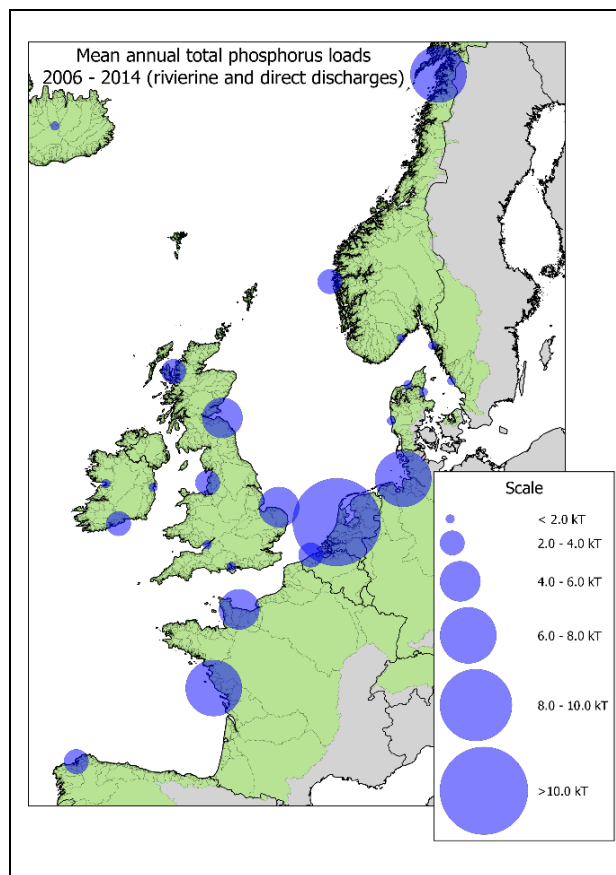 Mean annual total phosphorus loads
2006 - 2014 (rivierine and direct discharges)
Scale
< 2.0 kT
2.0 - 4.0 kT
4.0 - 6.0 kT
6.0 - 8.0 kT
8.0 - 10.0 kT
>10.0 kT